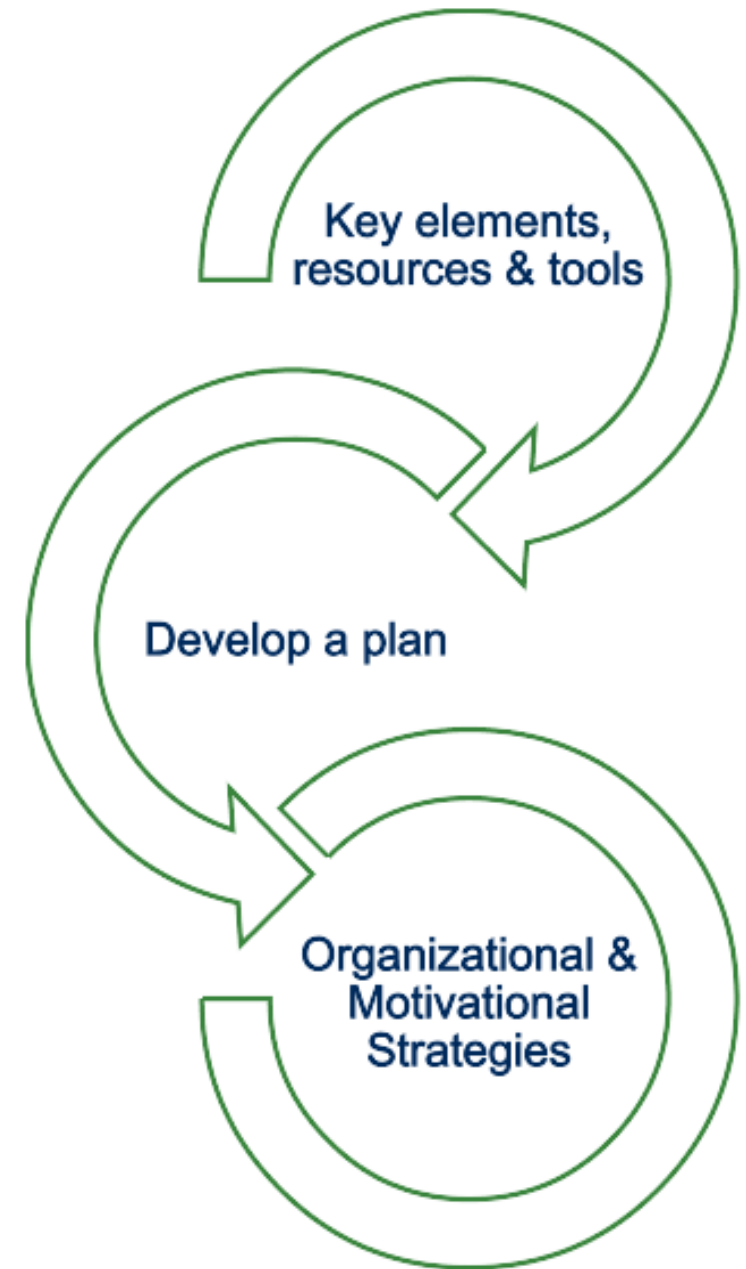 Key elements,
resources & tools
Develop a plan
Organizational &
Motivational
Strategies